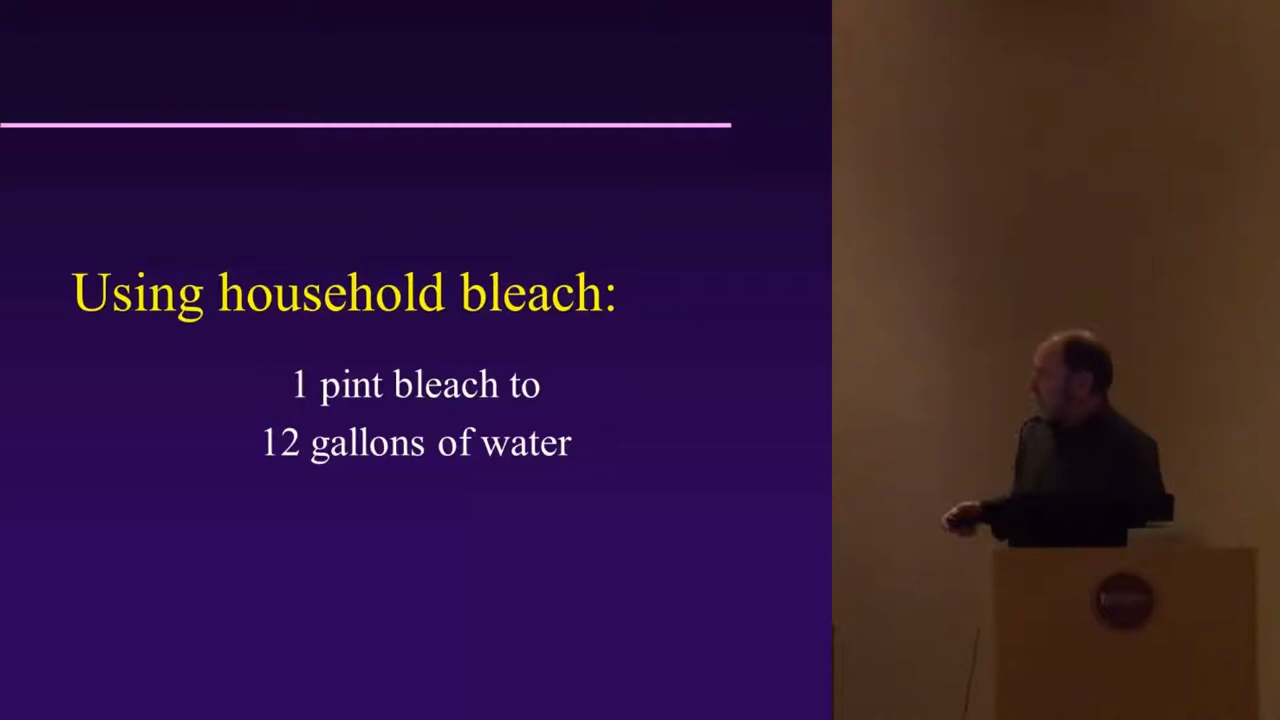 Using household bleach:
1 pint bleach to
12 gallons of water